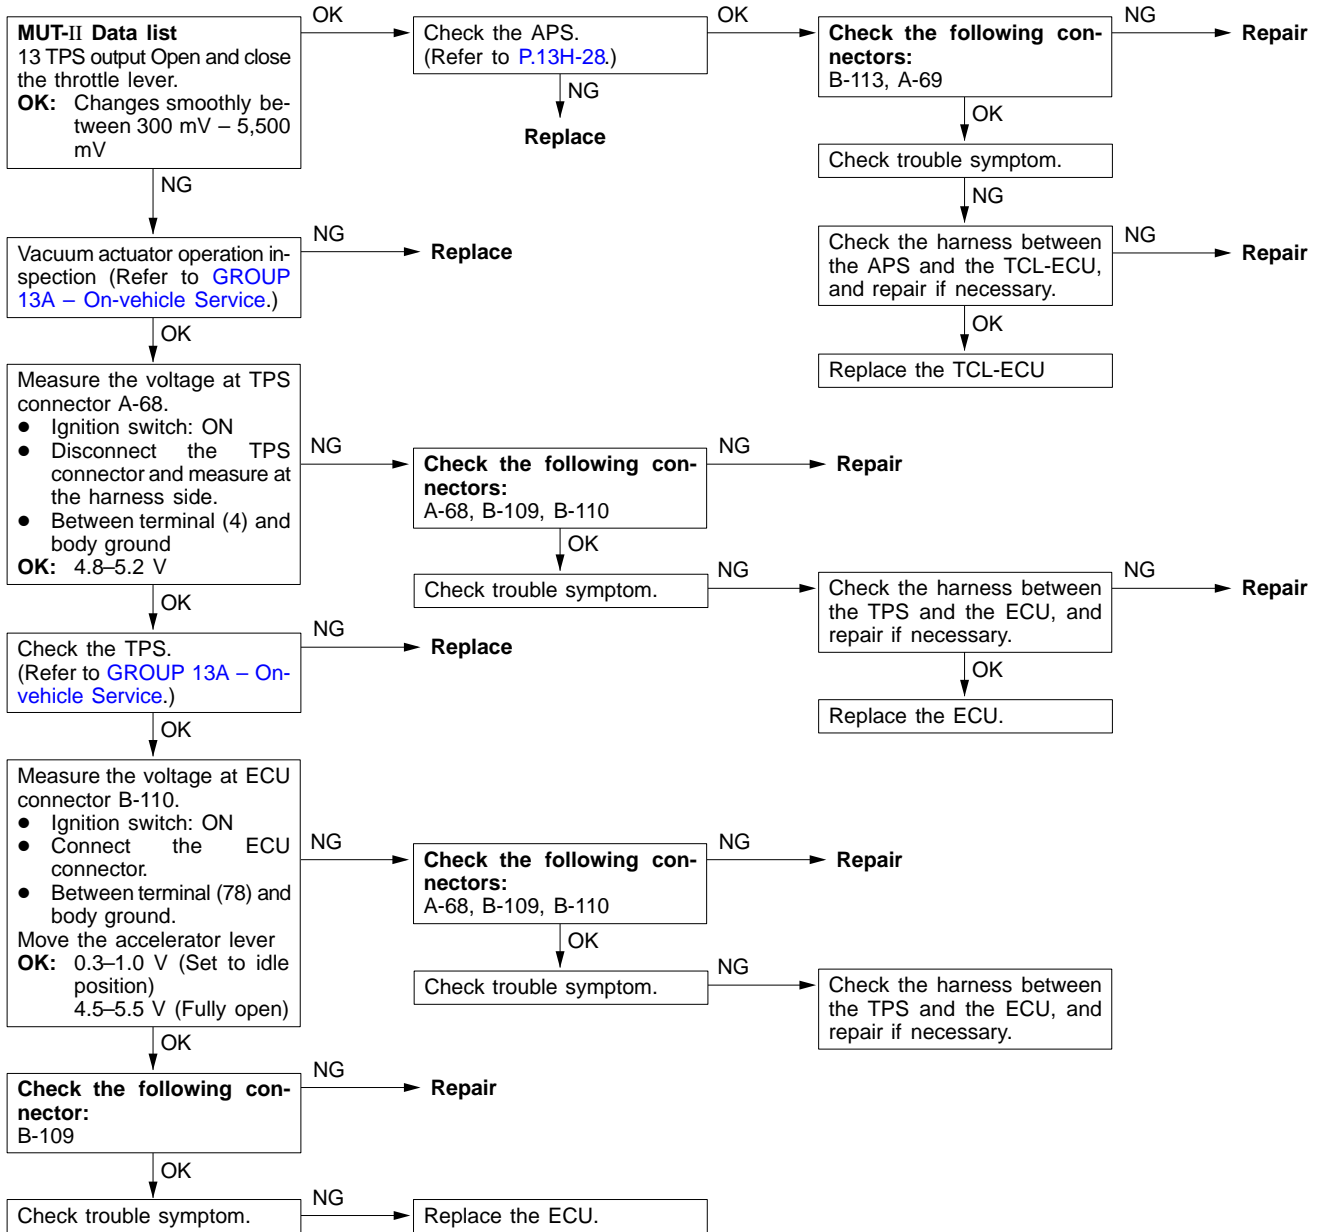 MUT-II Data list
13 TPS output Open and close
the throttle lever.
OK: Changes smoothly be-
tween 300 mV – 5,500
mV
OK
Check the APS.
(Refer to P.13H-28.)
OK
Check the following con-
nectors:
B-113, A-69
NG
Repair
NG
Replace
OK
Check trouble symptom.
NG
NG
Vacuum actuator operation in-
spection (Refer to GROUP
13A – On-vehicle Service.)
NG
Replace
Check the harness between
the APS and the TCL-ECU,
and repair if necessary.
NG
Repair
OK
OK
Replace the TCL-ECU
Measure the voltage at TPS
connector A-68.
● Ignition switch: ON
● Disconnect the TPS
connector and measure at
the harness side.
● Between terminal (4) and
body ground
OK: 4.8–5.2 V
NG
Check the following con-
nectors:
A-68, B-109, B-110
NG
Repair
OK
Check trouble symptom.
NG
Check the harness between
the TPS and the ECU, and
repair if necessary.
NG
Repair
OK
Replace the ECU.
OK
Check the TPS.
(Refer to GROUP 13A – On-
vehicle Service.)
NG
Replace
OK
Measure the voltage at ECU
connector B-110.
● Ignition switch: ON
● Connect the ECU
connector.
● Between terminal (78) and
body ground.
Move the accelerator lever
OK: 0.3–1.0 V (Set to idle
position)
4.5–5.5 V (Fully open)
NG
Check the following con-
nectors:
A-68, B-109, B-110
NG
Repair
OK
Check trouble symptom.
NG
Check the harness between
the TPS and the ECU, and
repair if necessary.
OK
Check the following con-
nector:
B-109
NG
Repair
OK
Check trouble symptom.
NG
Replace the ECU.